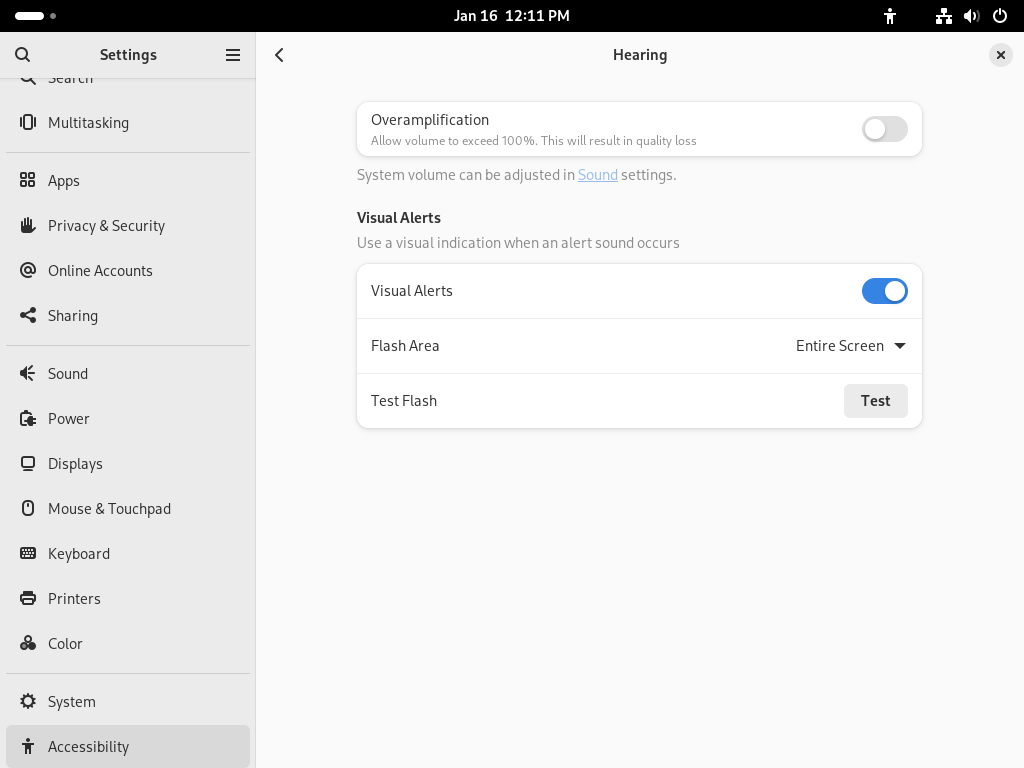 Jan 16 12:11 PM
Settings
Search
Multitasking
Apps
Privacy & Security
Online Accounts
Sharing
Sound
Power
Displays
Mouse & Touchpad
Keyboard
Printers
Color
System
Accessibility
Hearing
Overamplification
Allow volume to exceed 100%. This will result in quality loss
System volume can be adjusted in Sound settings.
Visual Alerts
Use a visual indication when an alert sound occurs
Visual Alerts
Flash Area
Entire Screen
Test Flash
Test